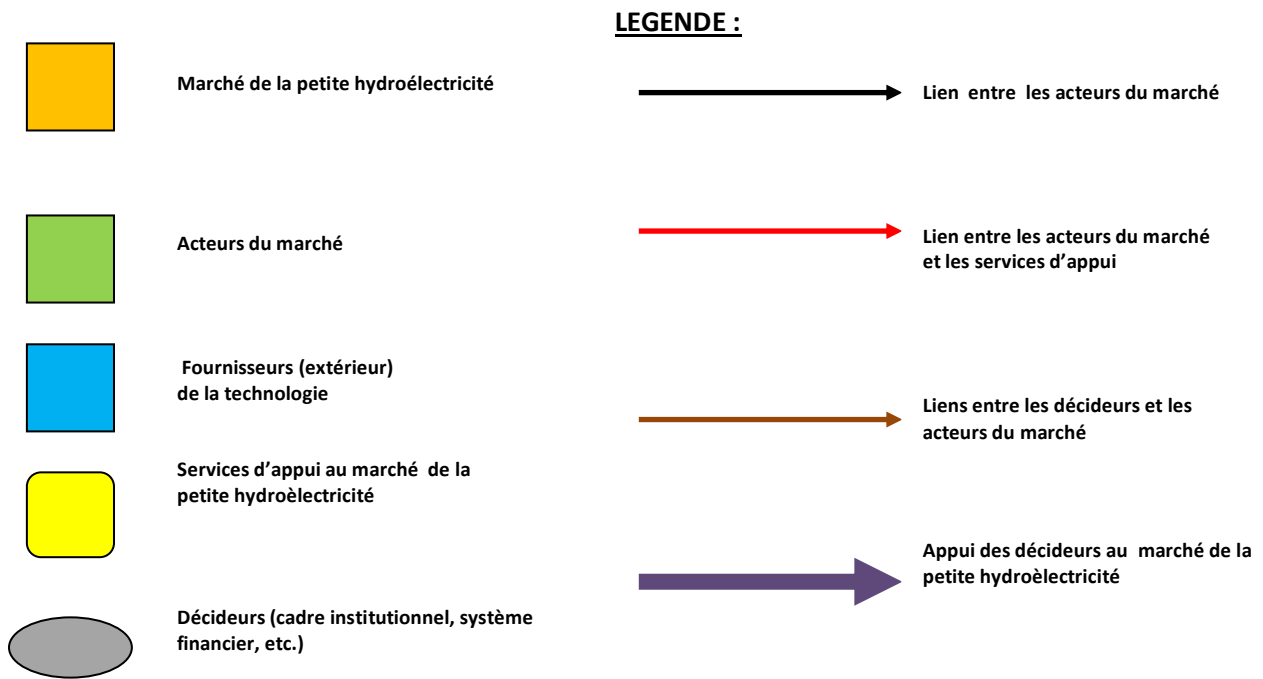 LEGENDE :
Marché de la petite hydroélectricité
Acteurs du marché
Fournisseurs (extérieur)
de la technologie
Services d’appui au marché de la
petite hydroèlectricité
Décideurs (cadre institutionnel, système
financier, etc.)
Lien entre les acteurs du marché
Lien entre les acteurs du marché
et les services d’appui
Liens entre les décideurs et les
acteurs du marché
Appui des décideurs au marché de la
petite hydroèlectricité